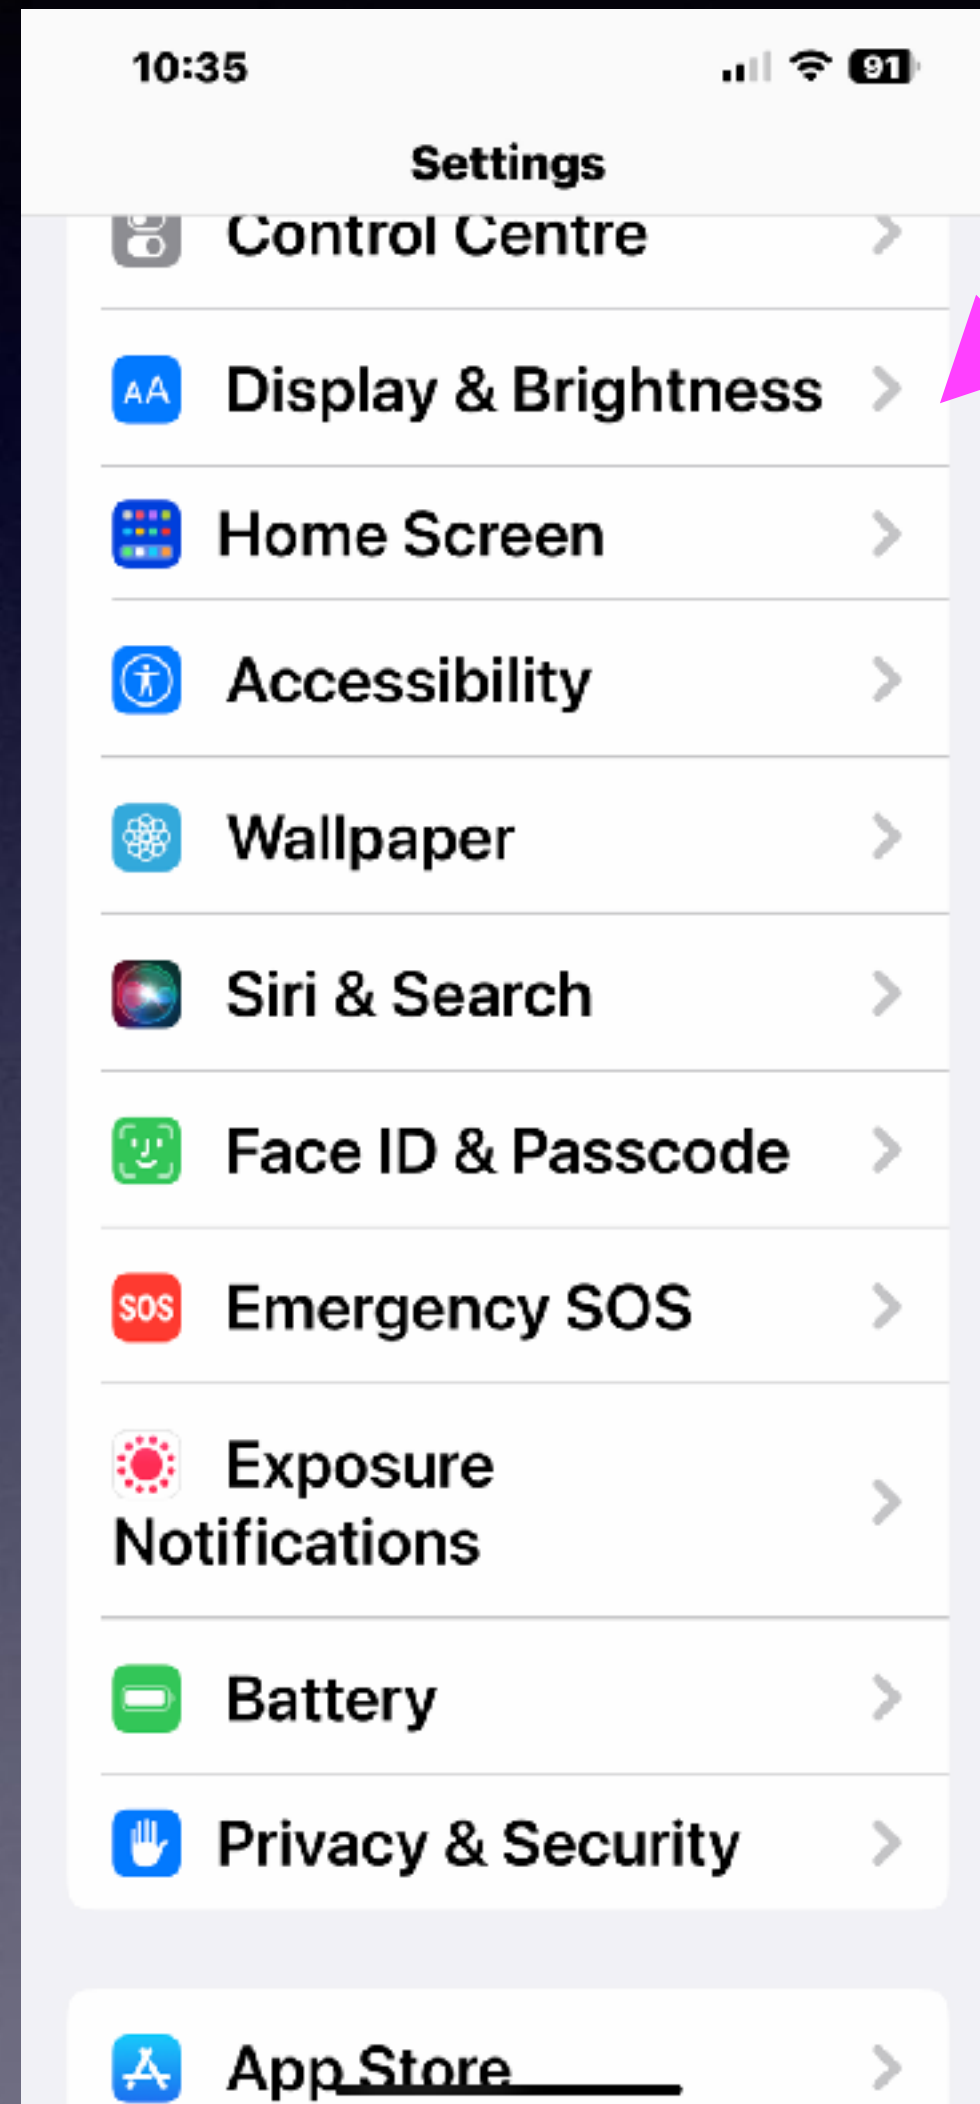 10:35
91
Settings
Control Centre
AA Display & Brightness
Home Screen
Accessibility
Wallpaper
Siri & Search
Face ID & Passcode
SOS Emergency SOS
Exposure
Notifications
Battery
Privacy & Security
App Store